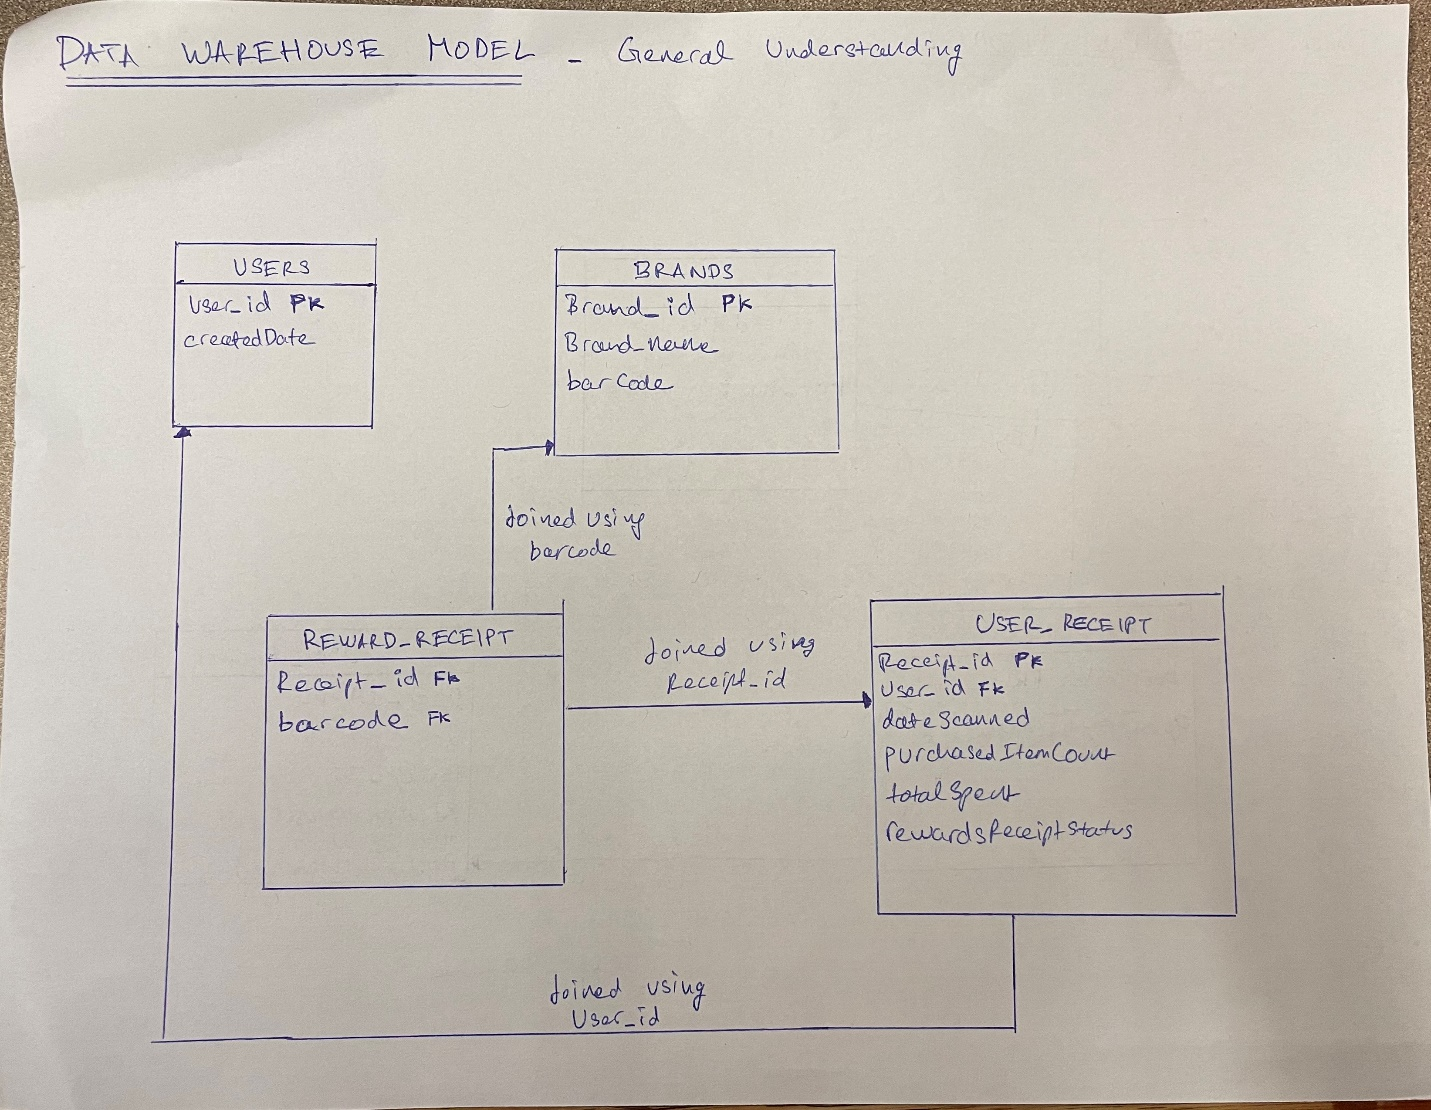 DATA WAREHOUSE MODEL - General Understanding
USERS
User_id PK
createdDate
BRANDS
Brand_id PK
Brand_name
barCode
Joined using
barcode
REWARD_RECEIPT
Receipt_id FK
barcode FK
Joined using
Receipt_id
USER_RECEIPT
Receipt_id PK
User_id FK
dateScanned
purchasedItemCount
totalSpent
rewardsReceiptStatus
Joined using
User_id